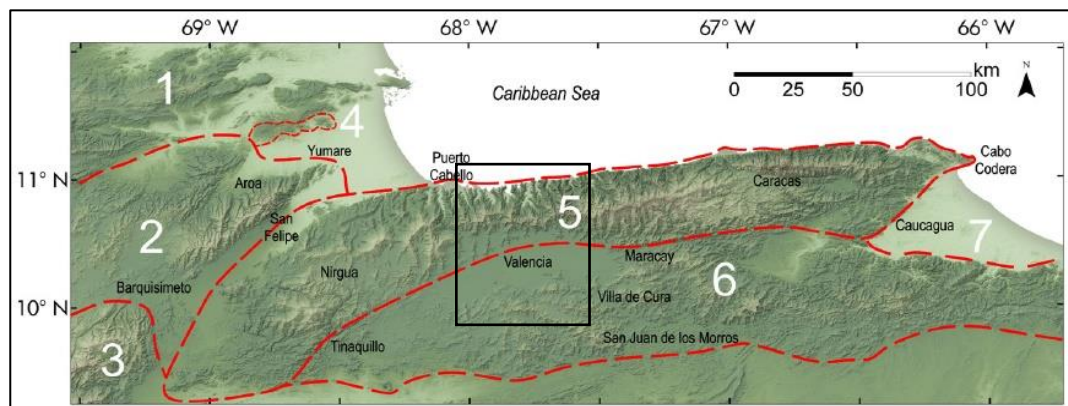 69° W
68° W
67° W
66° W
1
4
Caribbean Sea
km
0 25 50 100
N
Yumare
Puerto
Cabello
Cabo
Codera
11° N
Aroa
Caracas
2
San
Felipe
5
Caucagua
7
Valencia
Maracay
6
Nirgua
Barquisimeto
Villa de Cura
10° N
3
Tinaquillo
San Juan de los Morros